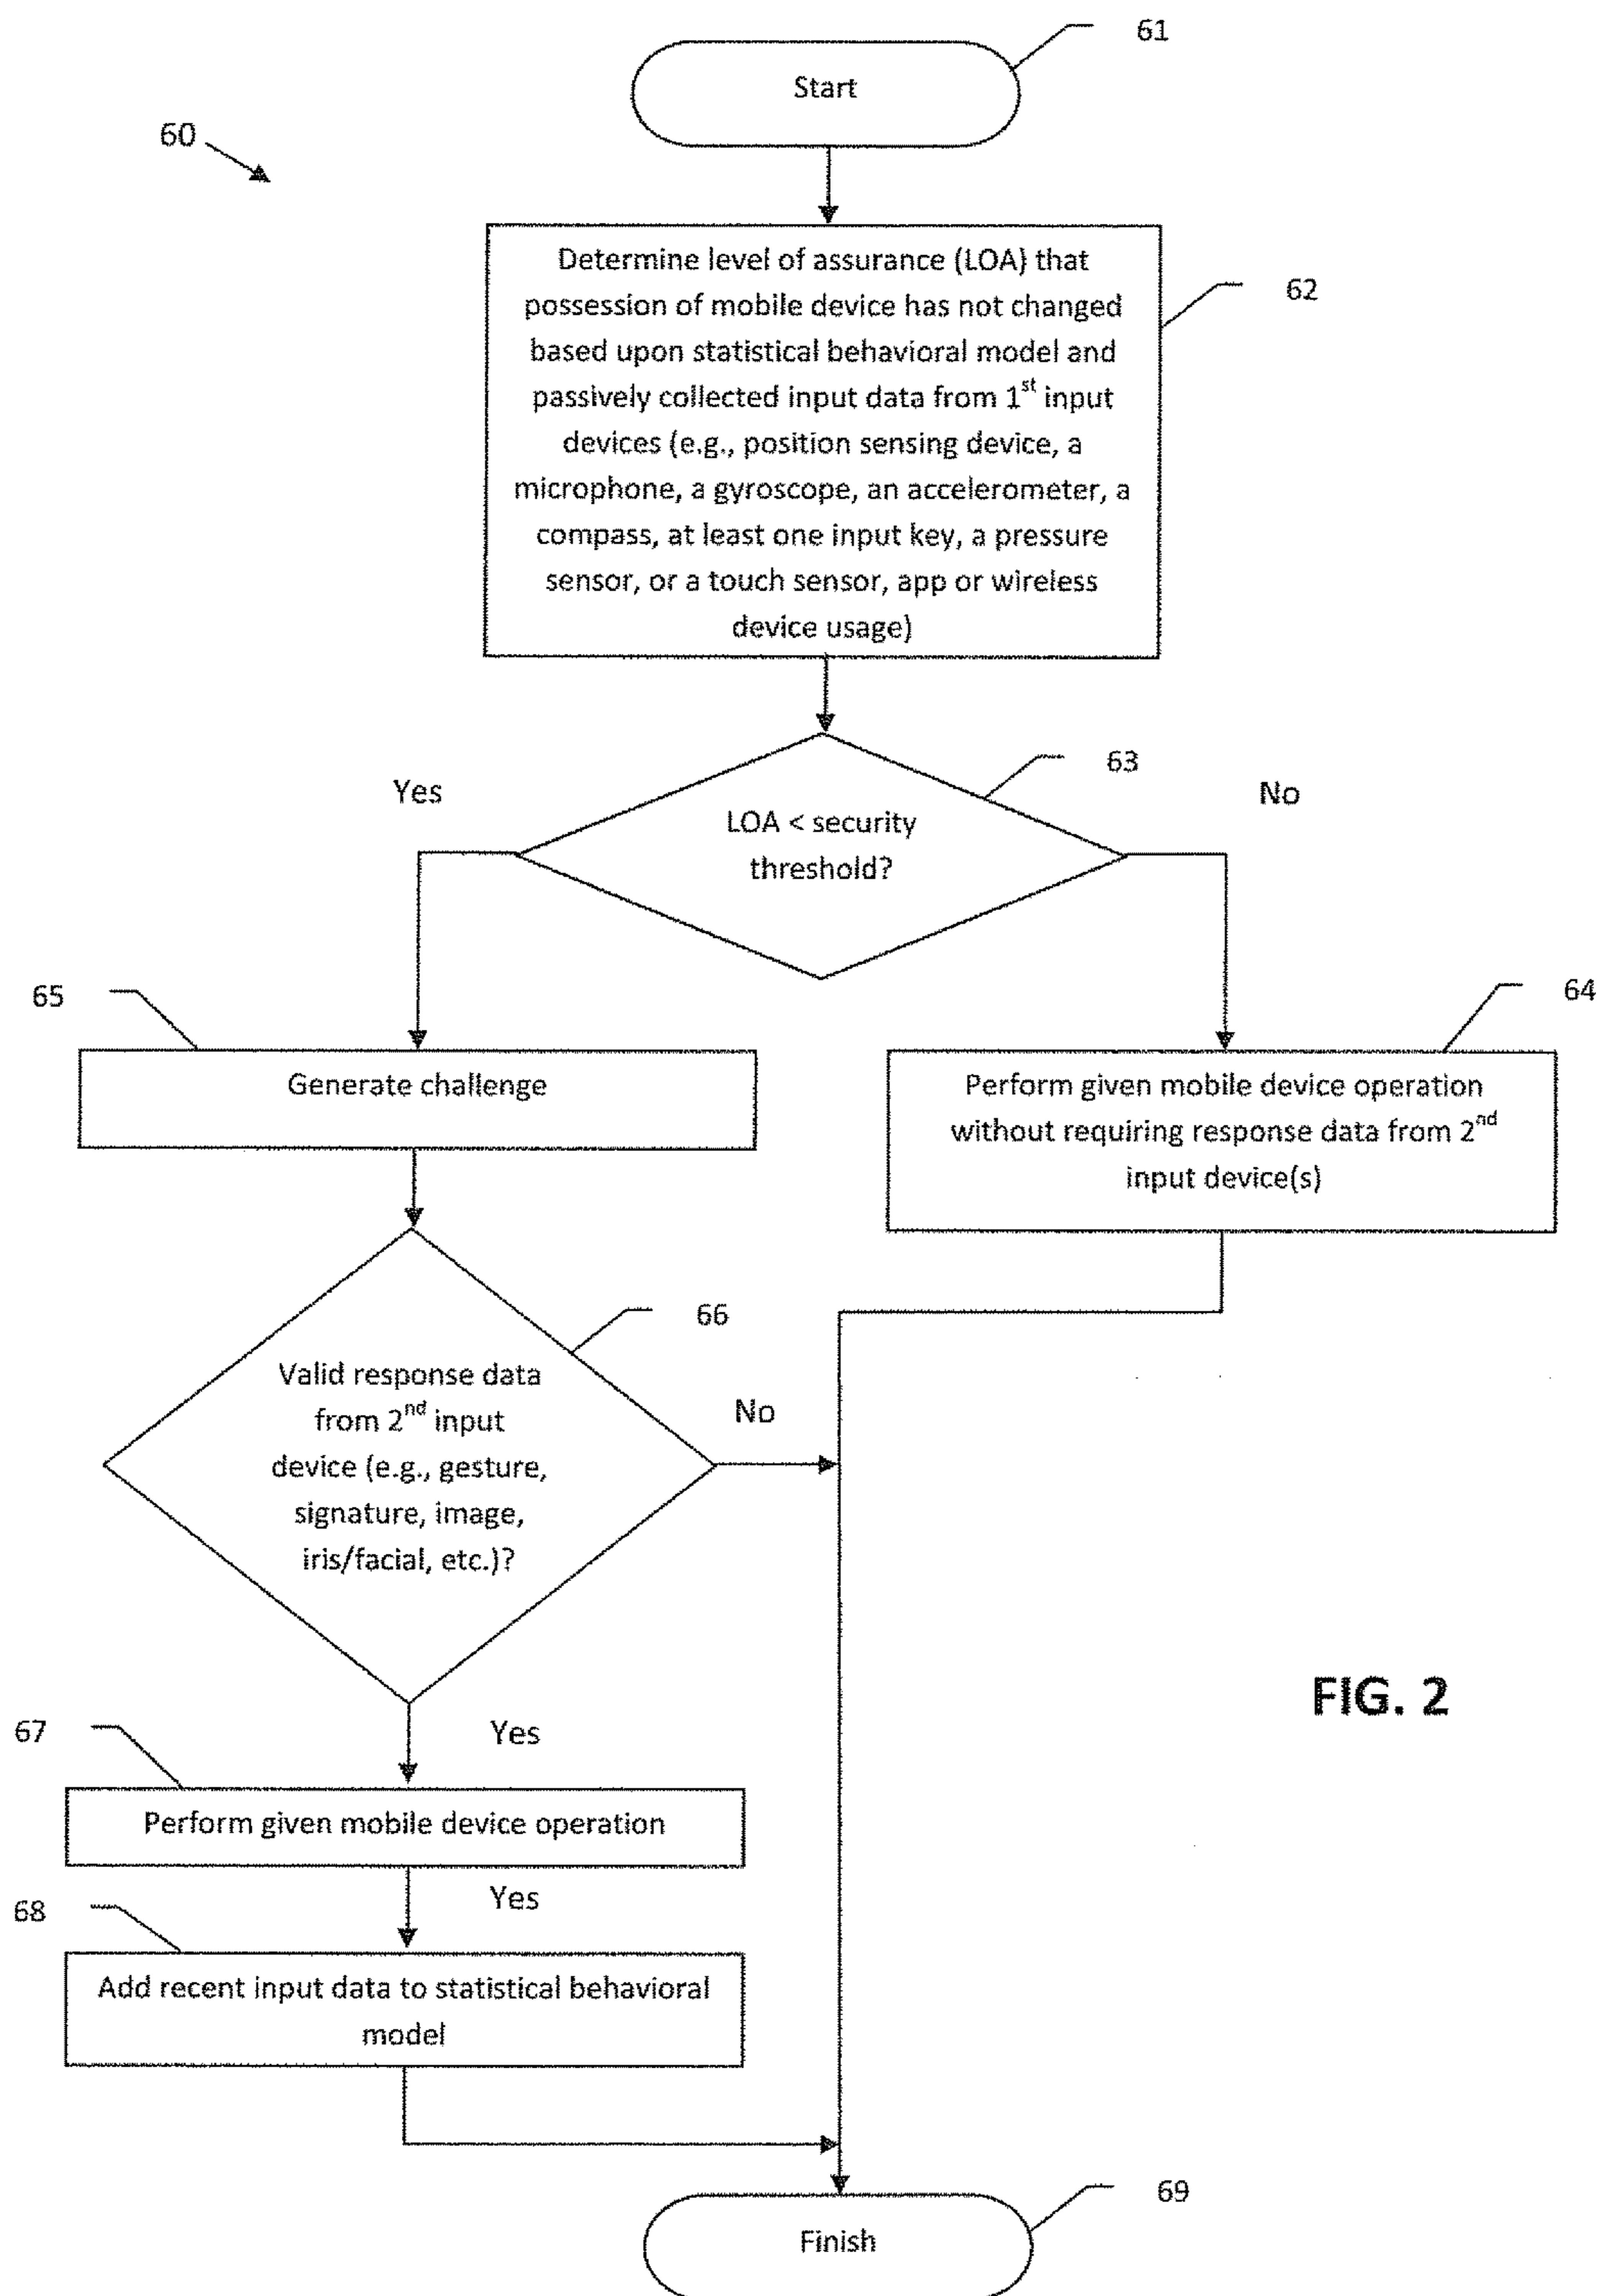 61
Start
60
Determine level of assurance (LOA) that
possession of mobile device has not changed
based upon statistical behavioral model and
passively collected input data from 1st input
devices (e.g., position sensing device, a
microphone, a gyroscope, an accelerometer, a
compass, at least one input key, a pressure
sensor, or a touch sensor, app or wireless
device usage)
62
63
Yes
No
LOA < security
threshold?
65
64
Generate challenge
Perform given mobile device operation
without requiring response data from 2nd
input device(s)
66
Valid response data
from 2nd input
device (e.g., gesture,
signature, image,
iris/facial, etc.)?
No
FIG. 2
67
Yes
Perform given mobile device operation
Yes
68
Add recent input data to statistical behavioral
model
69
Finish